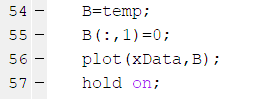 54 – B=temp;
55 – B(:,1)=0;
56 – plot(xData,B);
57 – hold on;